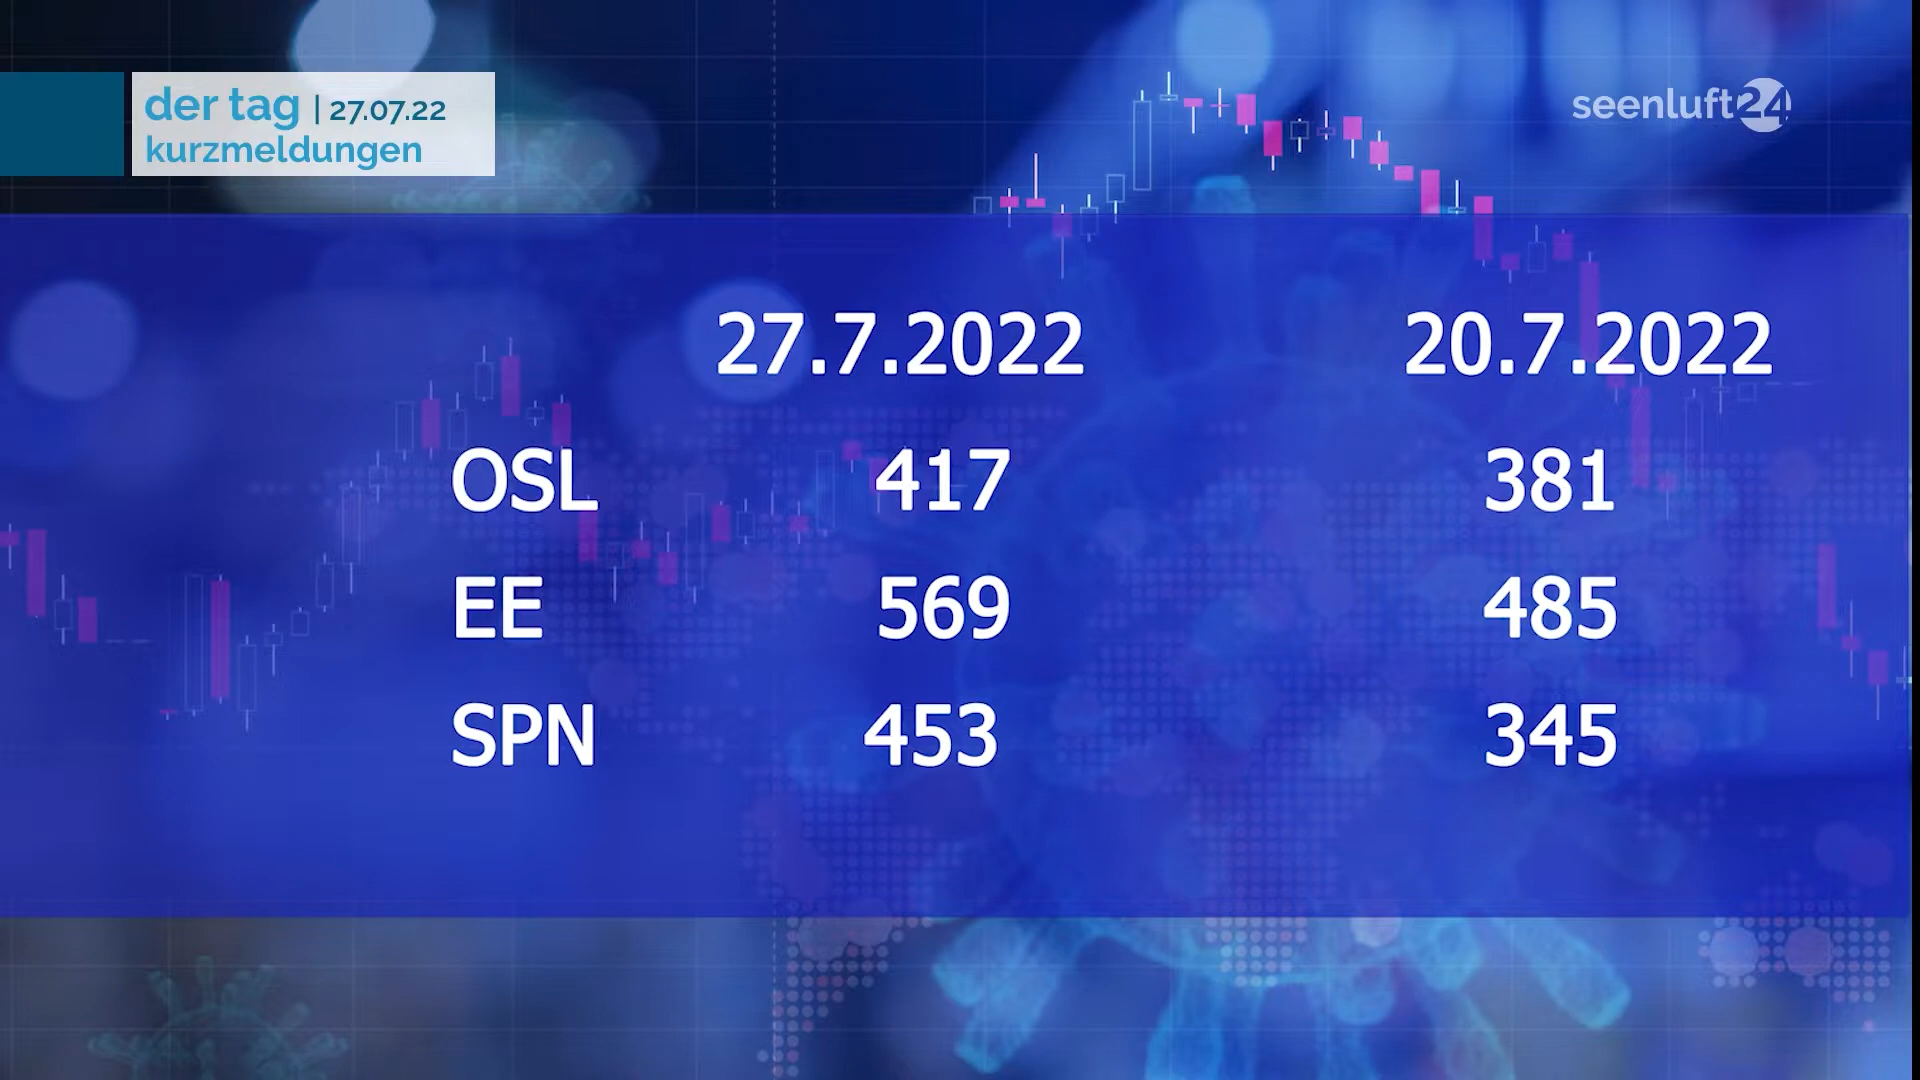 der tag | 27.07.22
kurzmeldungen
seenluft24
27.7.2022 20.7.2022
OSL 417 381
EE 569 485
SPN 453 345